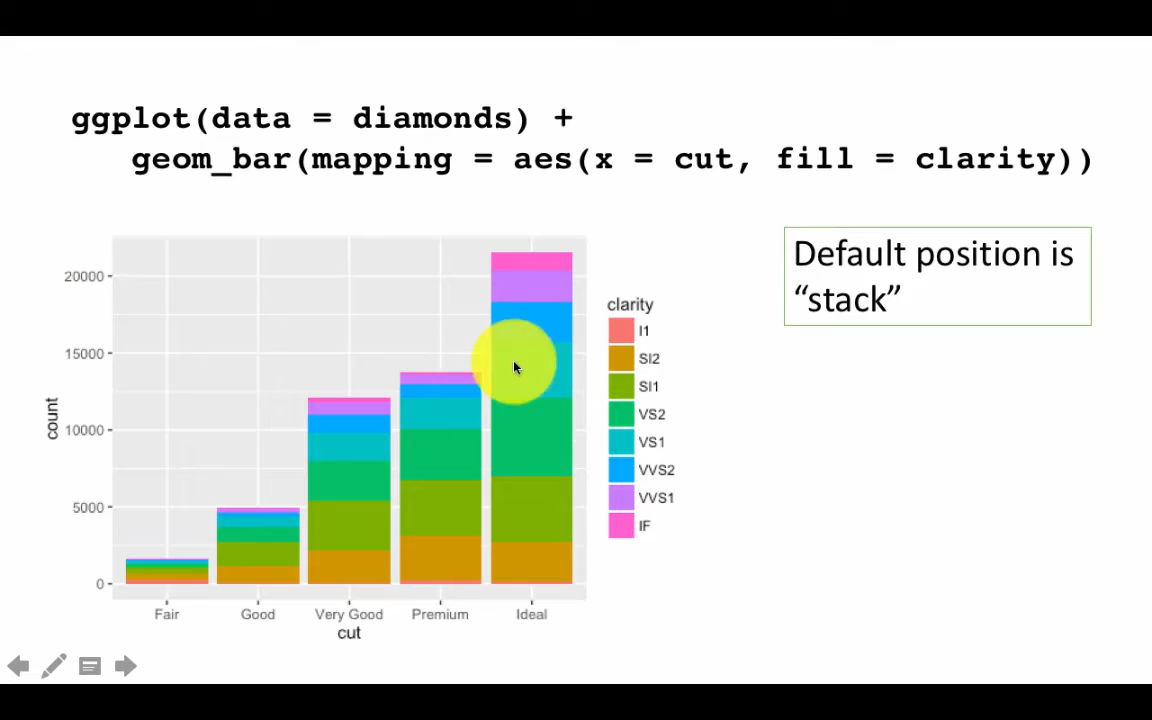 ggplot(data = diamonds) +
geom_bar(mapping = aes(x = cut, fill = clarity))
Default position is
“stack”
20000
15000
10000
5000
0
count
Fair
Good
Very Good
Premium
Ideal
cut
clarity
I1
SI2
SI1
VS2
VS1
VVS2
VVS1
IF